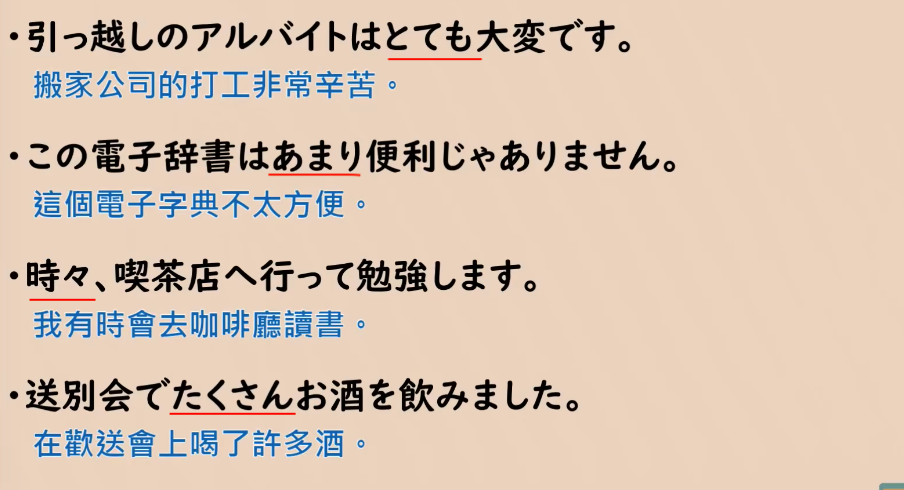 ・引っ越しのアルバイトはとても大変です。
搬家公司的打工非常辛苦。
・この電子辞書はあまり便利じゃありません。
這個電子字典不太方便。
・時々、喫茶店へ行って勉強します。
我有時會去咖啡廳讀書。
・送別会でたくさんお酒を飲みました。
在歡送會上喝了許多酒。